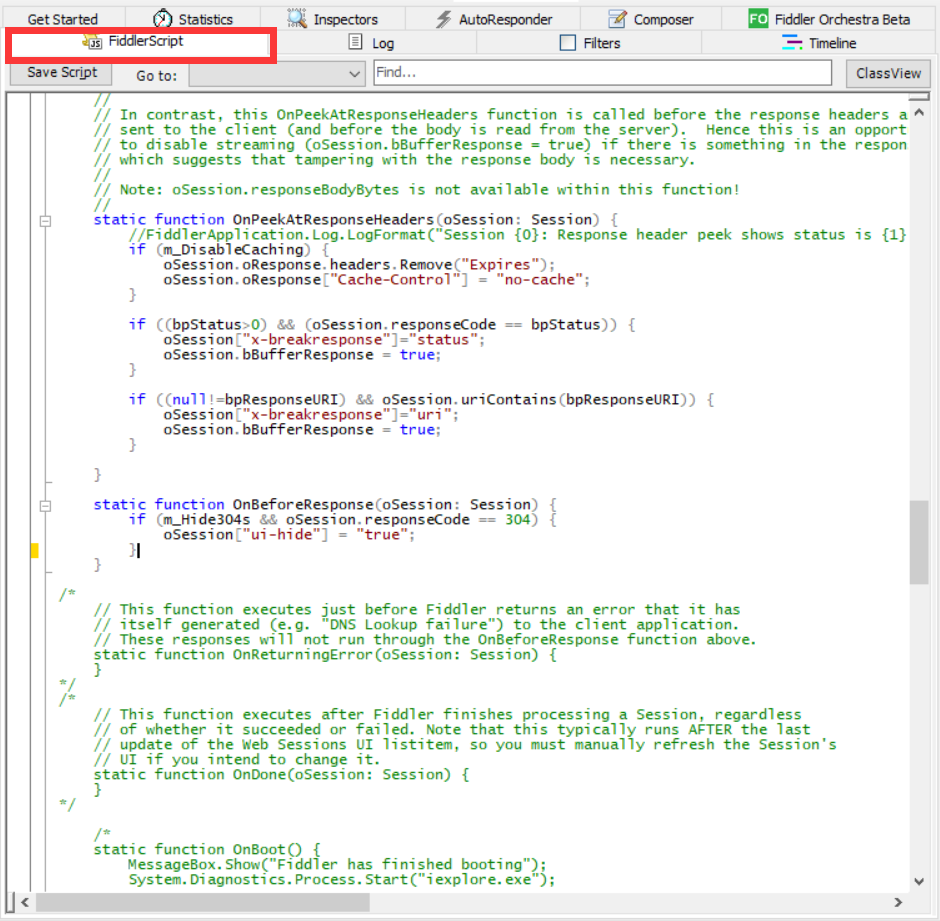 Get Started Statistics Inspectors AutoResponder Composer FO Fiddler Orchestra Beta
JS FiddlerScript Log Filters Timeline
Save Script Go to: Find... ClassView
//
// In contrast, this OnPeekAtResponseHeaders function is called before the response headers a
// sent to the client (and before the body is read from the server).  Hence this is an opport
// to disable streaming (oSession.bBufferResponse = true) if there is something in the respon
// which suggests that tampering with the response body is necessary.
//
// Note: oSession.responseBodyBytes is not available within this function!
//
static function OnPeekAtResponseHeaders(oSession: Session) {
//FiddlerApplication.Log.LogFormat("Session {0}: Response header peek shows status is {1}
if (m_DisableCaching) {
oSession.oResponse.headers.Remove("Expires");
oSession.oResponse["Cache-Control"] = "no-cache";
}
if ((bpStatus>0) && (oSession.responseCode == bpStatus)) {
oSession["x-breakresponse"]="status";
oSession.bBufferResponse = true;
}
if ((null!=bpResponseURI) && oSession.uriContains(bpResponseURI)) {
oSession["x-breakresponse"]="uri";
oSession.bBufferResponse = true;
}
}
static function OnBeforeResponse(oSession: Session) {
if (m_Hide304s && oSession.responseCode == 304) {
oSession["ui-hide"] = "true";
}
}
/*
// This function executes just before Fiddler returns an error that it has
// itself generated (e.g. "DNS Lookup failure") to the client application.
// These responses will not run through the OnBeforeResponse function above.
static function OnReturningError(oSession: Session) {
}
*/
/*
// This function executes after Fiddler finishes processing a Session, regardless
// of whether it succeeded or failed. Note that this typically runs AFTER the last
// update of the Web Sessions UI listitem, so you must manually refresh the Session's
// UI if you intend to change it.
static function OnDone(oSession: Session) {
}
*/
/*
static function OnBoot() {
MessageBox.Show("Fiddler has finished booting");
System.Diagnostics.Process.Start("iexplore.exe");